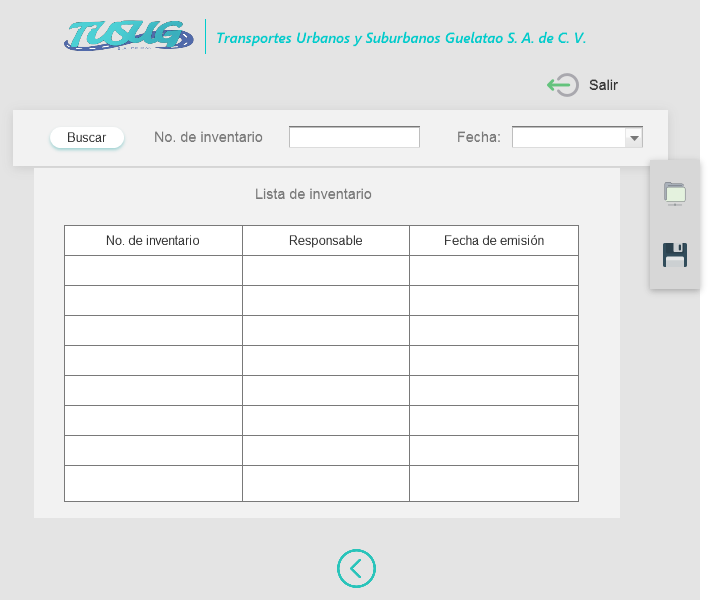 TUSUG
Transportes Urbanos y Suburbanos Guelatao S. A. de C. V.
Salir
Buscar No. de inventario Fecha:
Lista de inventario
No. de inventario Responsable Fecha de emisión